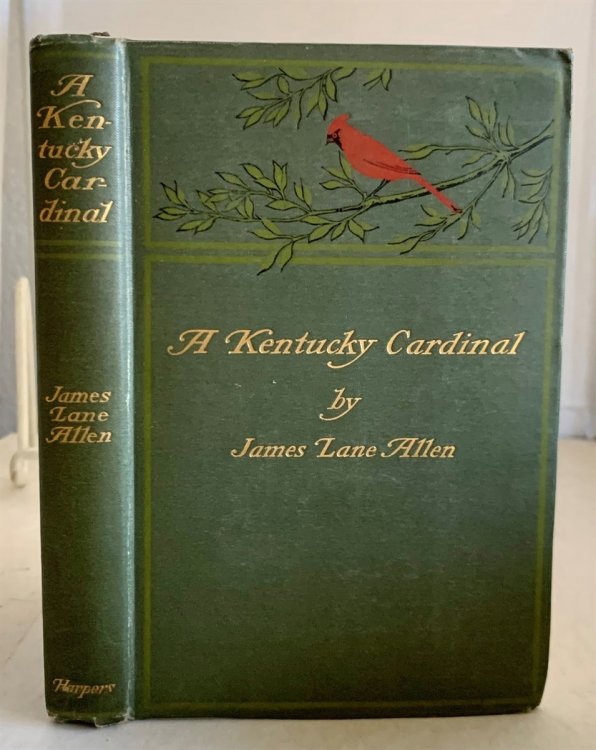 A
Ken-
tucky
Car-
dinal
James
Lane
Allen
Harpers
A Kentucky Cardinal
by
James Lane Allen